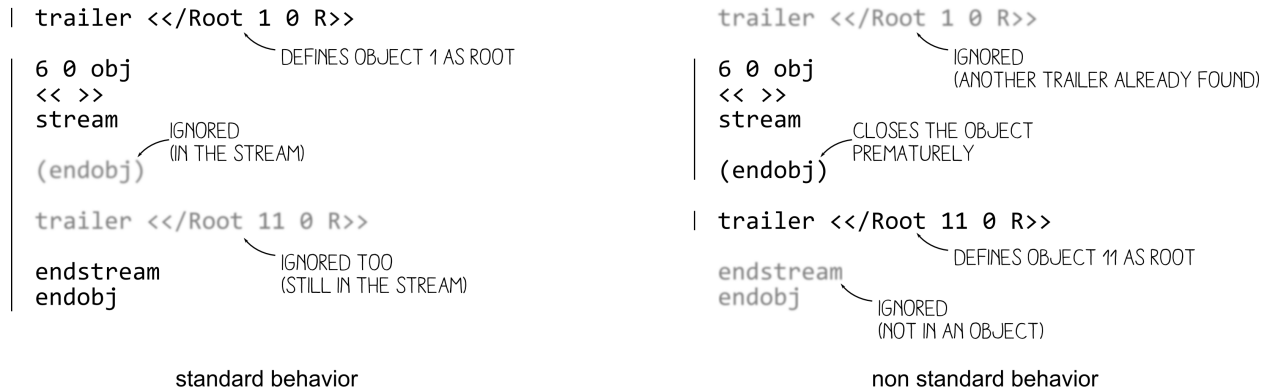 trailer <</Root 1 0 R>>
DEFINES OBJECT 1 AS ROOT
6 0 obj
<< >>
stream
IGNORED
(IN THE STREAM)
(endobj)
trailer <</Root 11 0 R>>
IGNORED TOO
(STILL IN THE STREAM)
endstream
endobj
standard behavior
trailer <</Root 1 0 R>>
IGNORED
(ANOTHER TRAILER ALREADY FOUND)
6 0 obj
<< >>
stream
CLOSES THE OBJECT
PREMATURELY
(endobj)
trailer <</Root 11 0 R>>
DEFINES OBJECT 11 AS ROOT
endstream
endobj
IGNORED
(NOT IN AN OBJECT)
non standard behavior